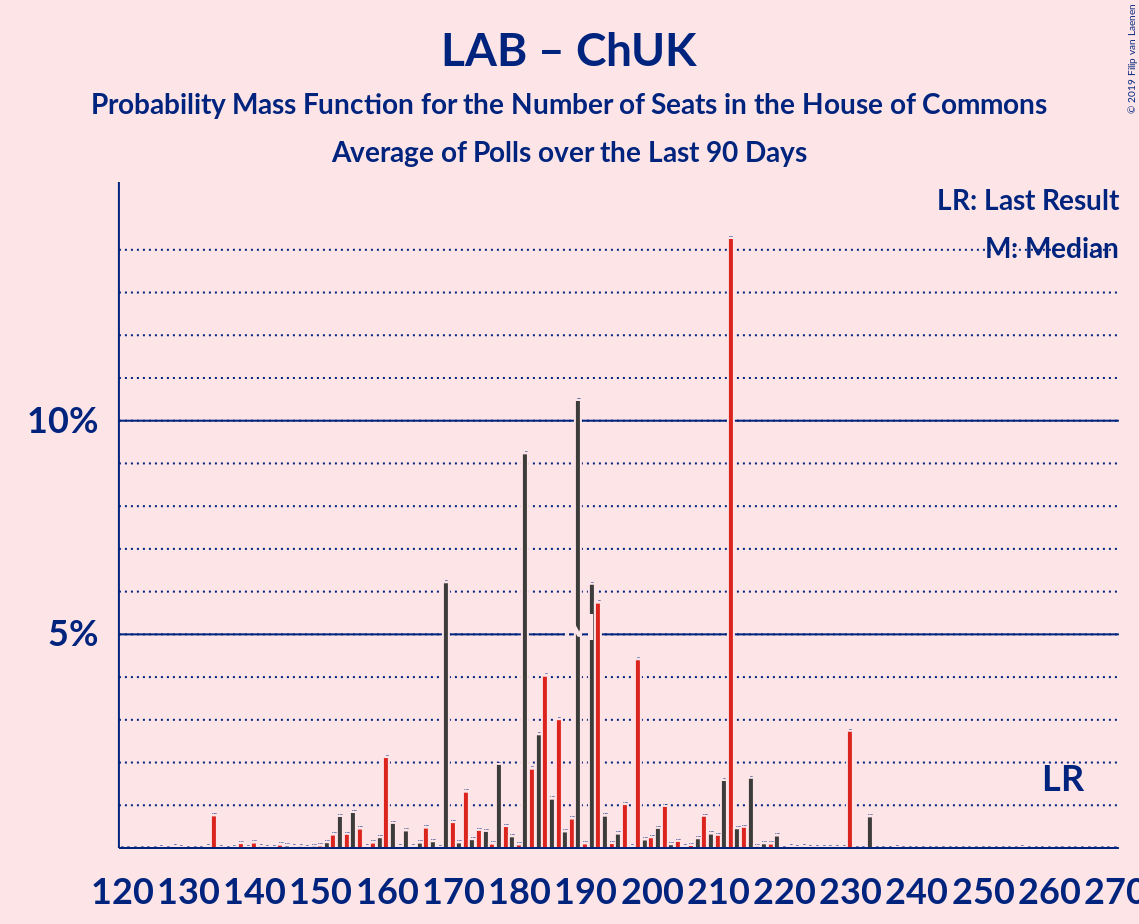 LAB – ChUK
Probability Mass Function for the Number of Seats in the House of Commons
Average of Polls over the Last 90 Days
© 2019 Filip van Laenen
LR: Last Result
M: Median
10%
5%
M
LR
120 130 140 150 160 170 180 190 200 210 220 230 240 250 260 270